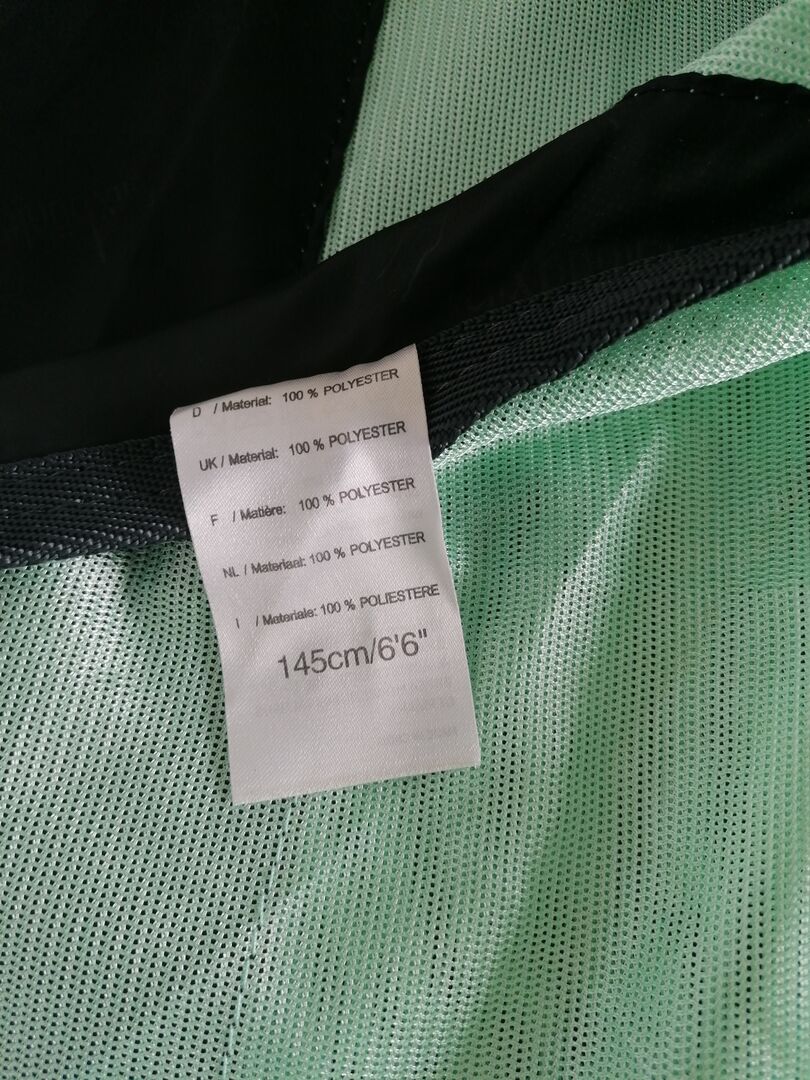 D / Material: 100 % POLYESTER
UK / Material: 100 % POLYESTER
F / Matière: 100 % POLYESTER
NL / Materiaal: 100 % POLYESTER
I / Materiale: 100 % POLIESTERE
145cm/6'6"